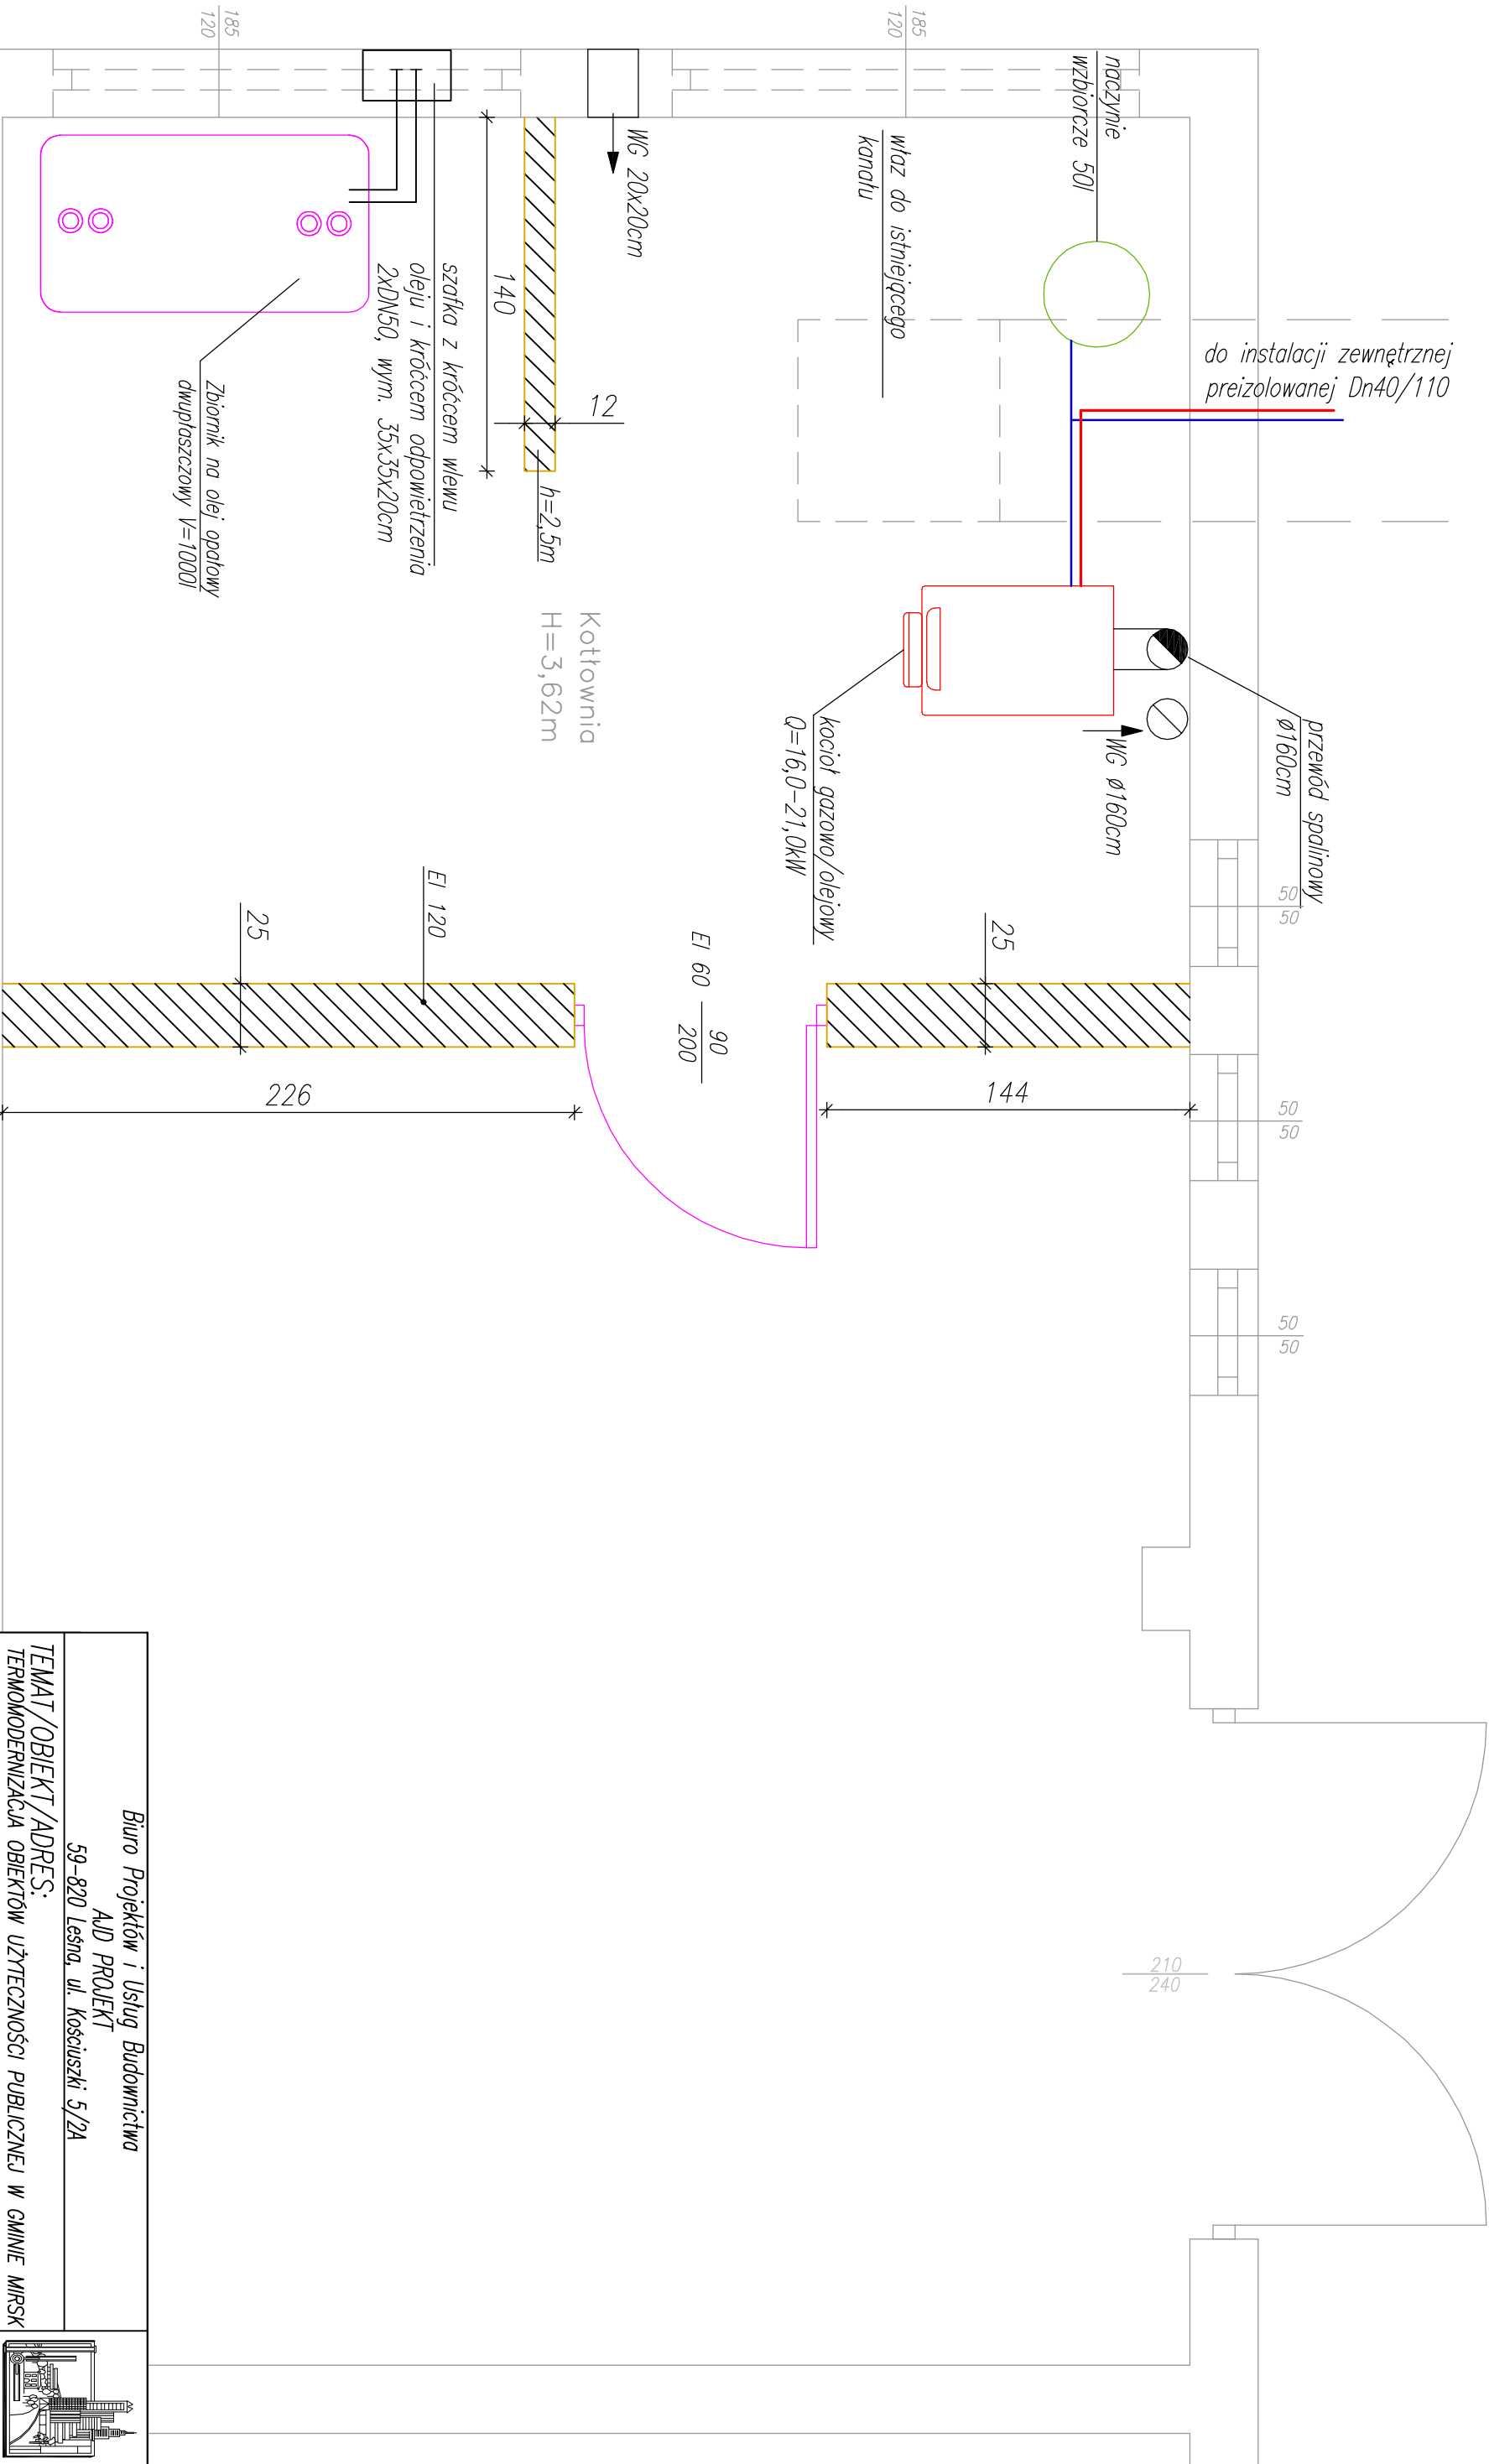 185
120
185
120
naczynie
wzbiorcze 50l
właz do istniejącego
kanału
WG 20x20cm
do instalacji zewnętrznej
preizolowanej Dn40/110
140
12
h=2,5m
szafka z króćcem wlewu
oleju i króćcem odpowietrzenia
2xDN50, wym. 35x35x20cm
Zbiornik na olej opałowy
dwupłaszczowy V=1000l
Kotłownia
H=3,62m
przewód spalinowy
ø160cm
WG ø160cm
kocioł gazowo/olejowy
Q=16,0-21,0kW
50
50
25
EI 60
90
200
EI 120
25
226
144
50
50
50
50
210
240
Biuro Projektów i Usług Budownictwa
AJD PROJEKT
59-820 Leśna, ul. Kościuszki 5/2A
TEMAT/OBIEKT/ADRES:
TERMOMODERNIZACJA OBIEKTÓW UŻYTECZNOŚCI PUBLICZNEJ W GMINIE MIRSK